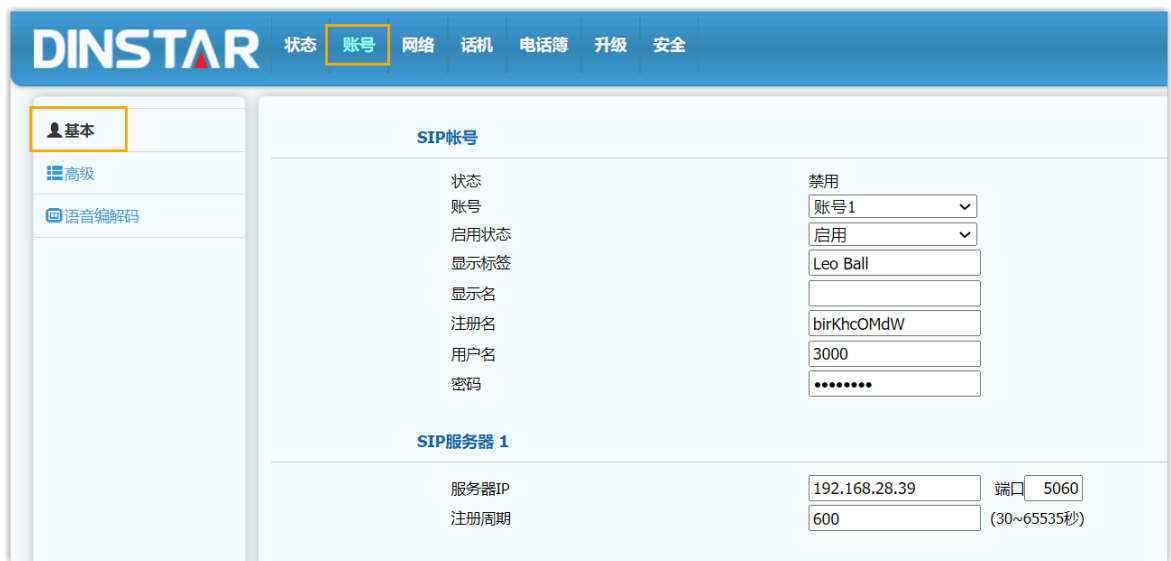 DINSTAR 状态 账号 网络 话机 电话簿 升级 安全
基本
高级
语音编解码
SIP帐号
状态 禁用
账号 账号1
启用状态 启用
显示标签 Leo Ball
显示名
注册名 birKhcOMdW
用户名 3000
密码 ••••••••
SIP服务器 1
服务器IP 192.168.28.39 端口 5060
注册周期 600 (30~65535秒)